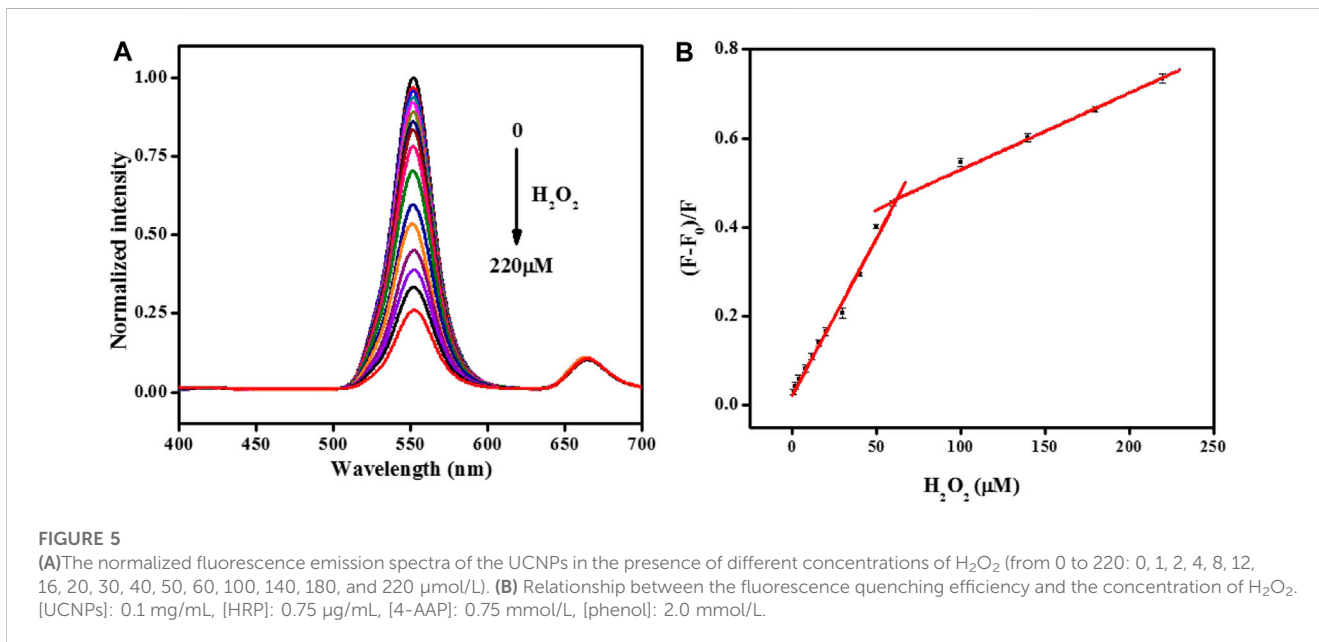 A
1.00
0.75
0.50
0.25
0.00
Normalized intensity
0
H₂O₂
220μM
400 450 500 550 600 650 700
Wavelength (nm)
B
0.8
0.6
0.4
0.2
0.0
(F-F₀)/F
0 50 100 150 200 250
H₂O₂ (μM)
FIGURE 5
(A)The normalized fluorescence emission spectra of the UCNPs in the presence of different concentrations of H₂O₂ (from 0 to 220: 0, 1, 2, 4, 8, 12,
16, 20, 30, 40, 50, 60, 100, 140, 180, and 220 μmol/L). (B) Relationship between the fluorescence quenching efficiency and the concentration of H₂O₂.
[UCNPs]: 0.1 mg/mL, [HRP]: 0.75 μg/mL, [4-AAP]: 0.75 mmol/L, [phenol]: 2.0 mmol/L.